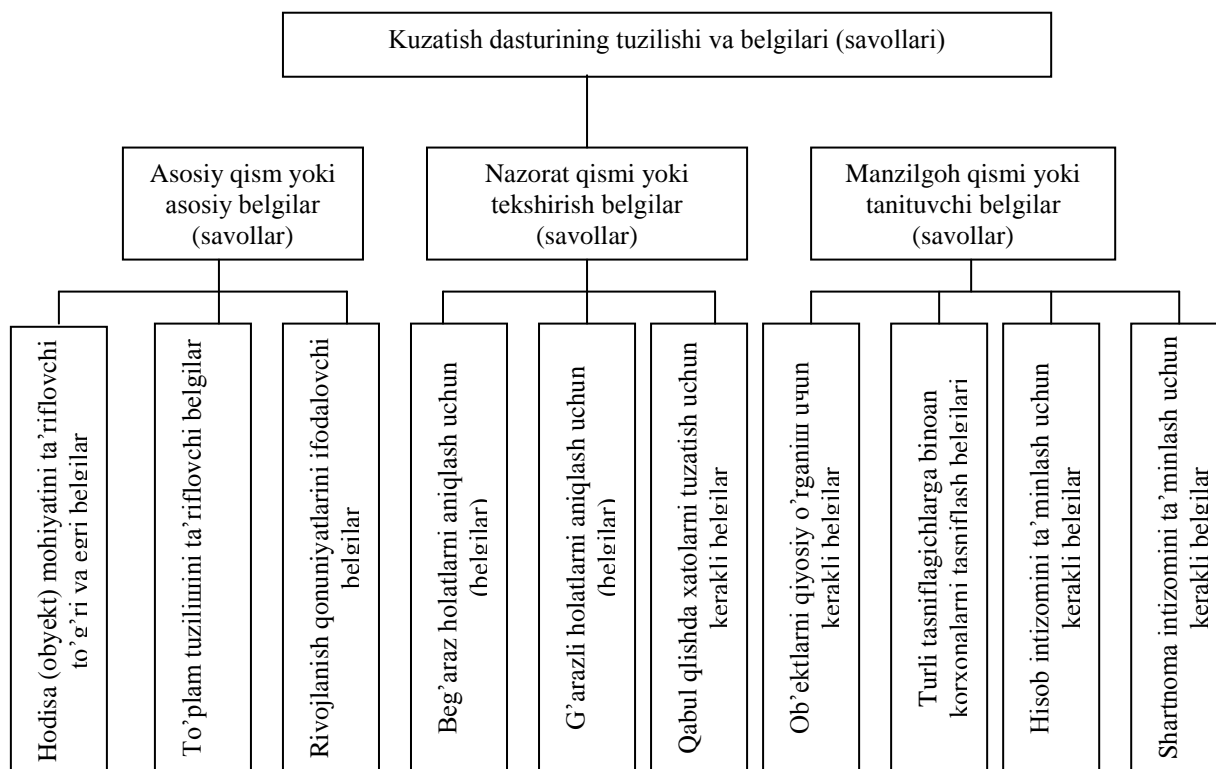 Kuzatish dasturining tuzilishi va belgilari (savollari)
Asosiy qism yoki
asosiy belgilar
(savollar)
Nazorat qismi yoki
tekshirish belgilar
(savollar)
Manzilgoh qismi yoki
tanituvchi belgilar
(savollar)
Hodisa (obyekt) mohiyatini ta’riflovchi
to’g’ri va egri belgilar
To’plam tuzilishini ta’riflovchi belgilar
Rivojlanish qonuniyatlarini ifodalovchi
belgilar
Beg’araz holatlarni aniqlash uchun
(belgilar)
G’arazli holatlarni aniqlash uchun
(belgilar)
Qabul qlishda xatolarni tuzatish uchun
kerakli belgilar
Ob’ektlarni qiyosiy o’rganiш uчun
kerakli belgilar
Turli tasniflagichlarga binoan
korxonalarni tasniflash belgilari
Hisob intizomini ta’minlash uchun
kerakli belgilar
Shartnoma intizomini ta’minlash uchun
kerakli belgilar